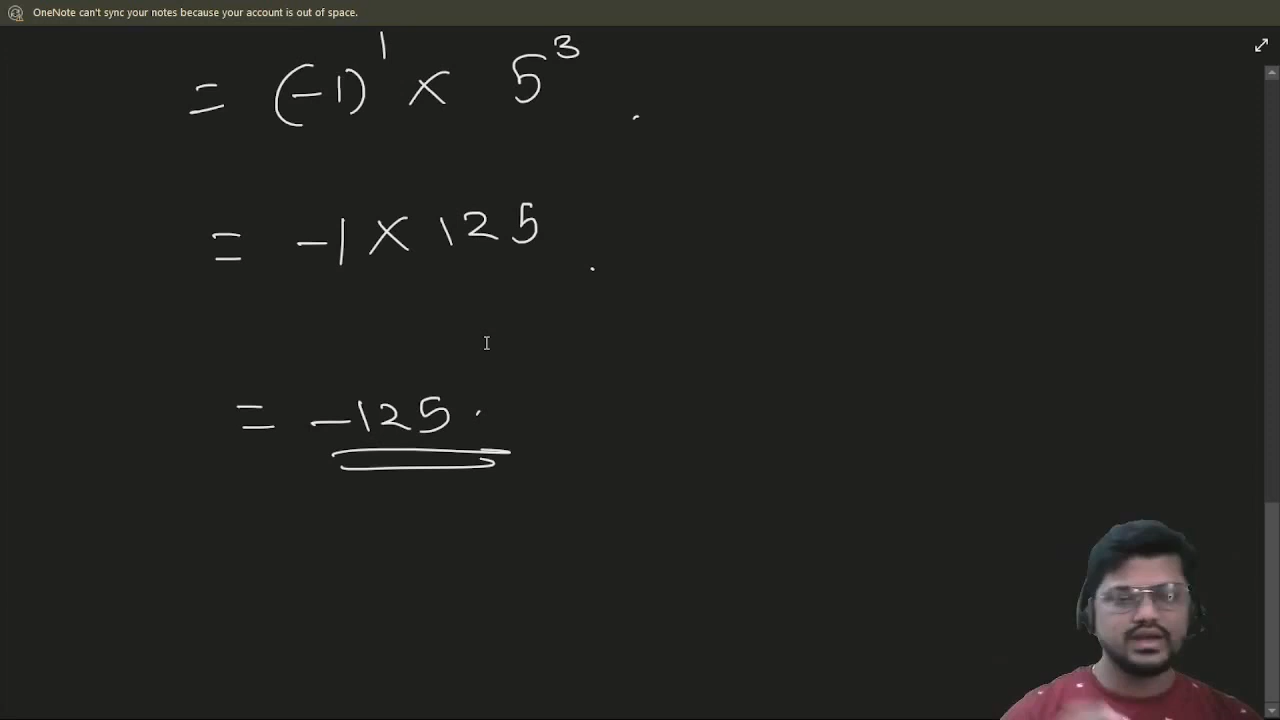 OneNote can't sync your notes because your account is out of space.
= (-1)¹ × 5³.
= -1 × 125.
= -125.